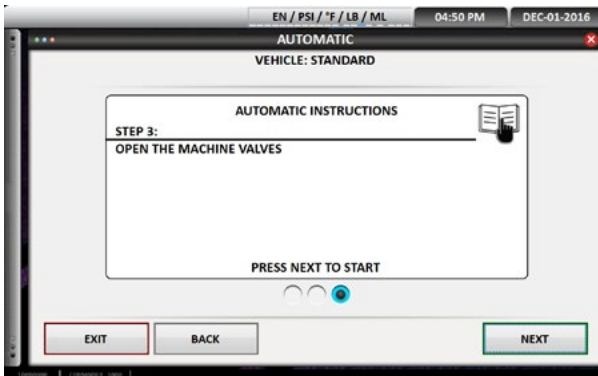 EN / PSI / °F / LB / ML 04:50 PM DEC-01-2016
AUTOMATIC
VEHICLE: STANDARD
AUTOMATIC INSTRUCTIONS
STEP 3:
OPEN THE MACHINE VALVES
PRESS NEXT TO START
EXIT BACK NEXT